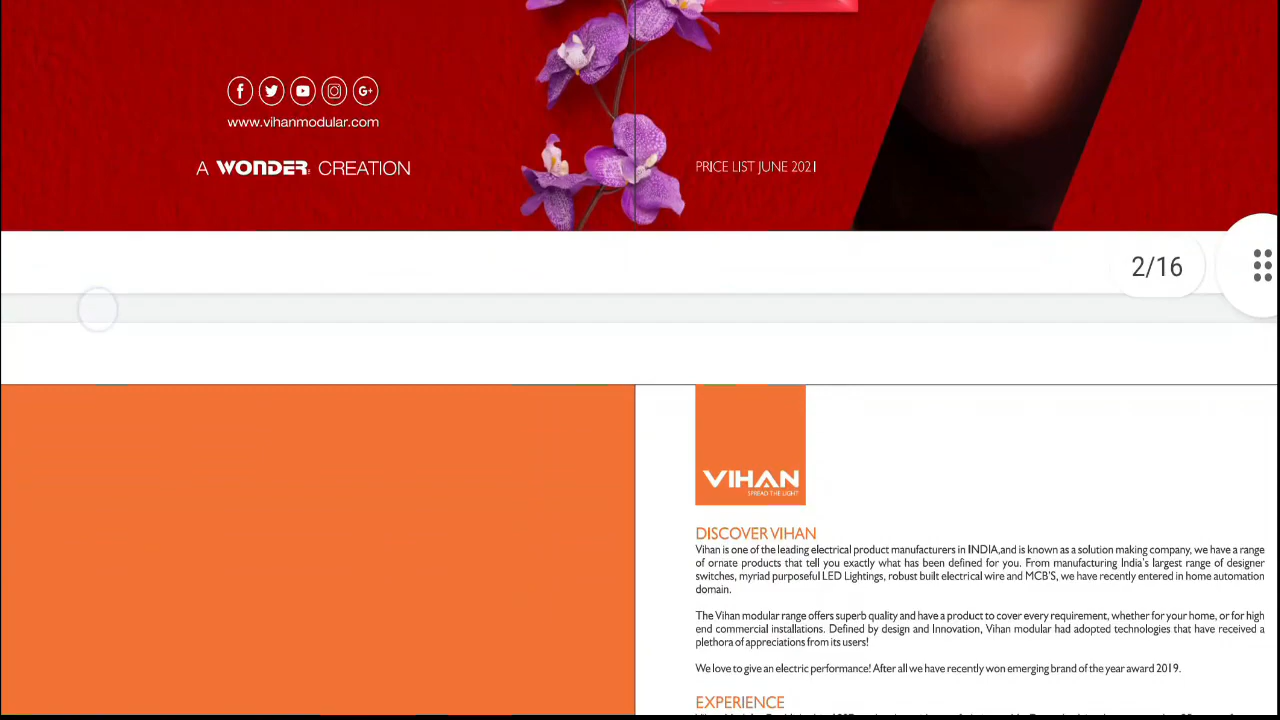 www.vihanmodular.com
A WONDER CREATION
PRICE LIST JUNE 2021
2/16
VIHAN
SPREAD THE LIGHT
DISCOVER VIHAN
Vihan is one of the leading electrical product manufacturers in INDIA,and is known as a solution making company, we have a range
of ornate products that tell you exactly what has been defined for you. From manufacturing India's largest range of designer
switches, myriad purposeful LED Lightings, robust built electrical wire and MCB'S, we have recently entered in home automation
domain.
The Vihan modular range offers superb quality and have a product to cover every requirement, whether for your home, or for high
end commercial installations. Defined by design and Innovation, Vihan modular had adopted technologies that have received a
plethora of appreciations from its users!
We love to give an electric performance! After all we have recently won emerging brand of the year award 2019.
EXPERIENCE